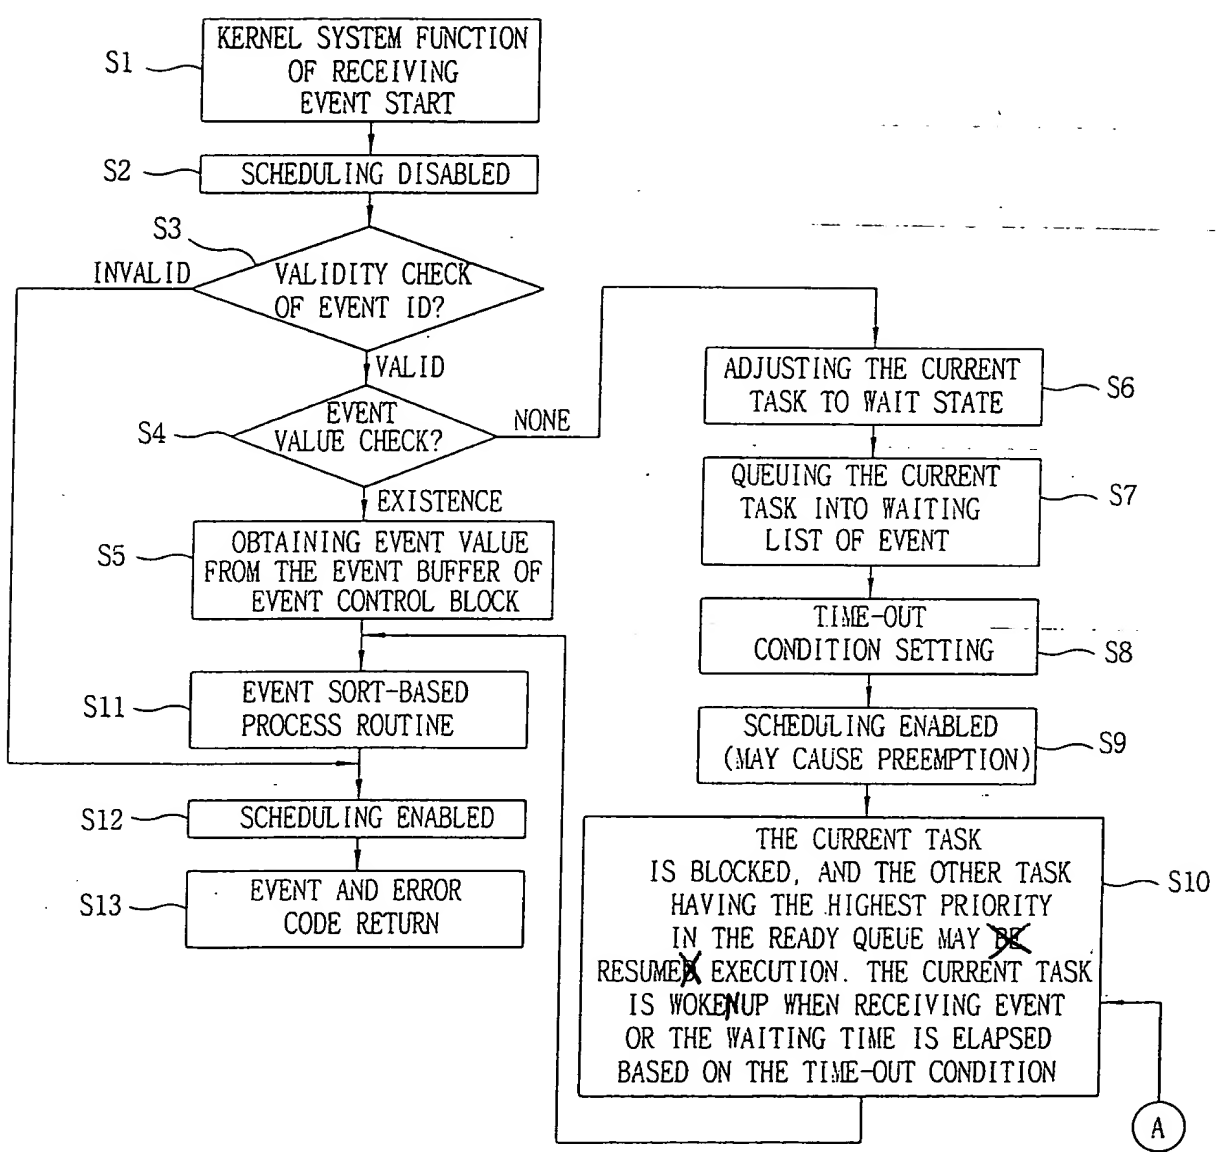 S1
KERNEL SYSTEM FUNCTION
OF RECEIVING
EVENT START
S2
SCHEDULING DISABLED
S3
INVALID
VALIDITY CHECK
OF EVENT ID?
VALID
S4
EVENT
VALUE CHECK?
NONE
EXISTENCE
S5
OBTAINING EVENT VALUE
FROM THE EVENT BUFFER OF
EVENT CONTROL BLOCK
S11
EVENT SORT-BASED
PROCESS ROUTINE
S12
SCHEDULING ENABLED
S13
EVENT AND ERROR
CODE RETURN
ADJUSTING THE CURRENT
TASK TO WAIT STATE
S6
QUEUING THE CURRENT
TASK INTO WAITING
LIST OF EVENT
S7
TIME-OUT
CONDITION SETTING
S8
SCHEDULING ENABLED
(MAY CAUSE PREEMPTION)
S9
THE CURRENT TASK
IS BLOCKED, AND THE OTHER TASK
HAVING THE HIGHEST PRIORITY
IN THE READY QUEUE MAY BE
RESUMED EXECUTION. THE CURRENT TASK
IS WOKEN UP WHEN RECEIVING EVENT
OR THE WAITING TIME IS ELAPSED
BASED ON THE TIME-OUT CONDITION
S10
A